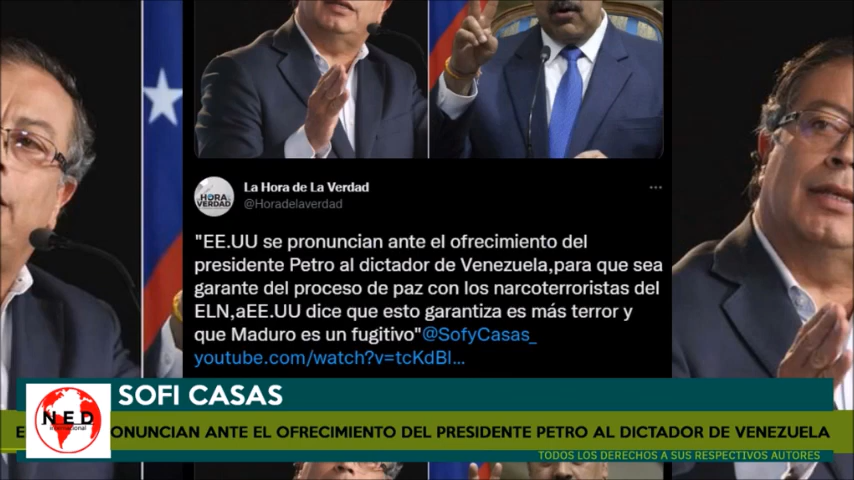 La Hora de La Verdad
@Horadelaverdad
HORA
VERDAD
"EE.UU se pronuncian ante el ofrecimiento del
presidente Petro al dictador de Venezuela,para que sea
garante del proceso de paz con los narcoterroristas del
ELN,aEE.UU dice que esto garantiza es más terror y
que Maduro es un fugitivo"@SofyCasas_
youtube.com/watch?v=tcKdBI...
SOFI CASAS
NED
international
ONUNCIAN ANTE EL OFRECIMIENTO DEL PRESIDENTE PETRO AL DICTADOR DE VENEZUELA
TODOS LOS DERECHOS A SUS RESPECTIVOS AUTORES